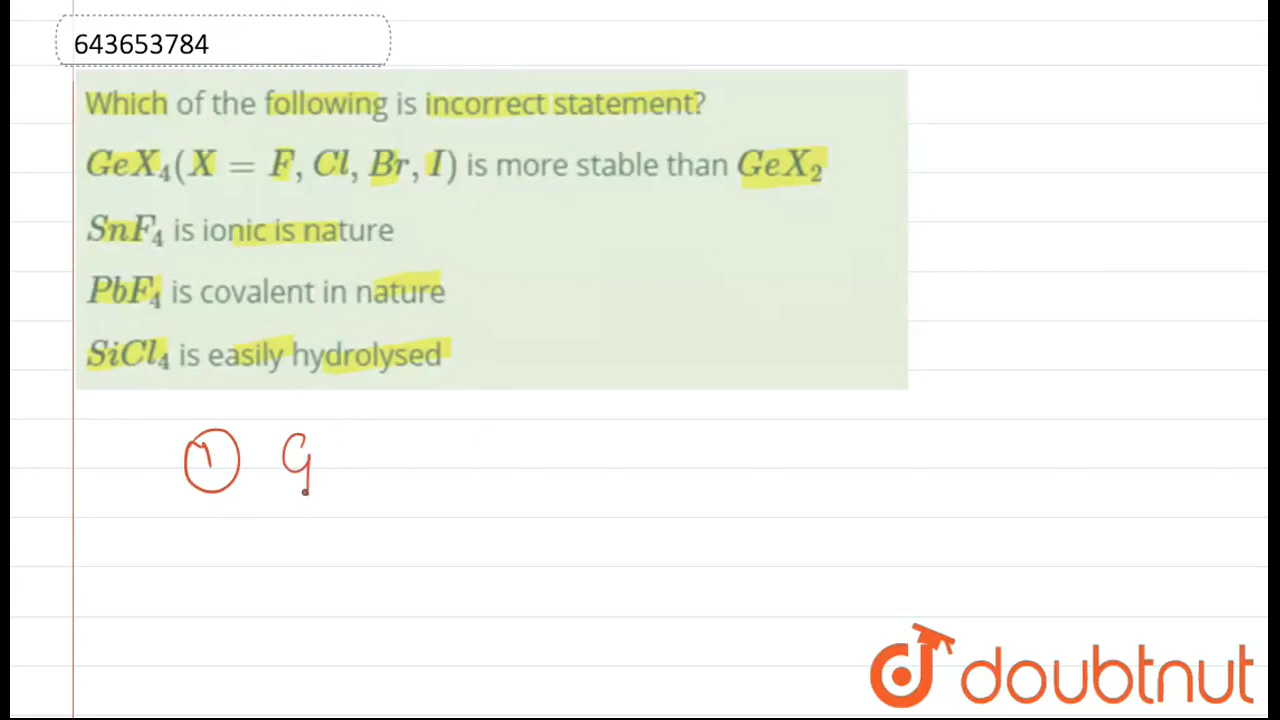 643653784
Which of the following is incorrect statement?
GeX₄(X = F, Cl, Br, I) is more stable than GeX₂
SnF₄ is ionic is nature
PbF₄ is covalent in nature
SiCl₄ is easily hydrolysed
① G
doubtnut